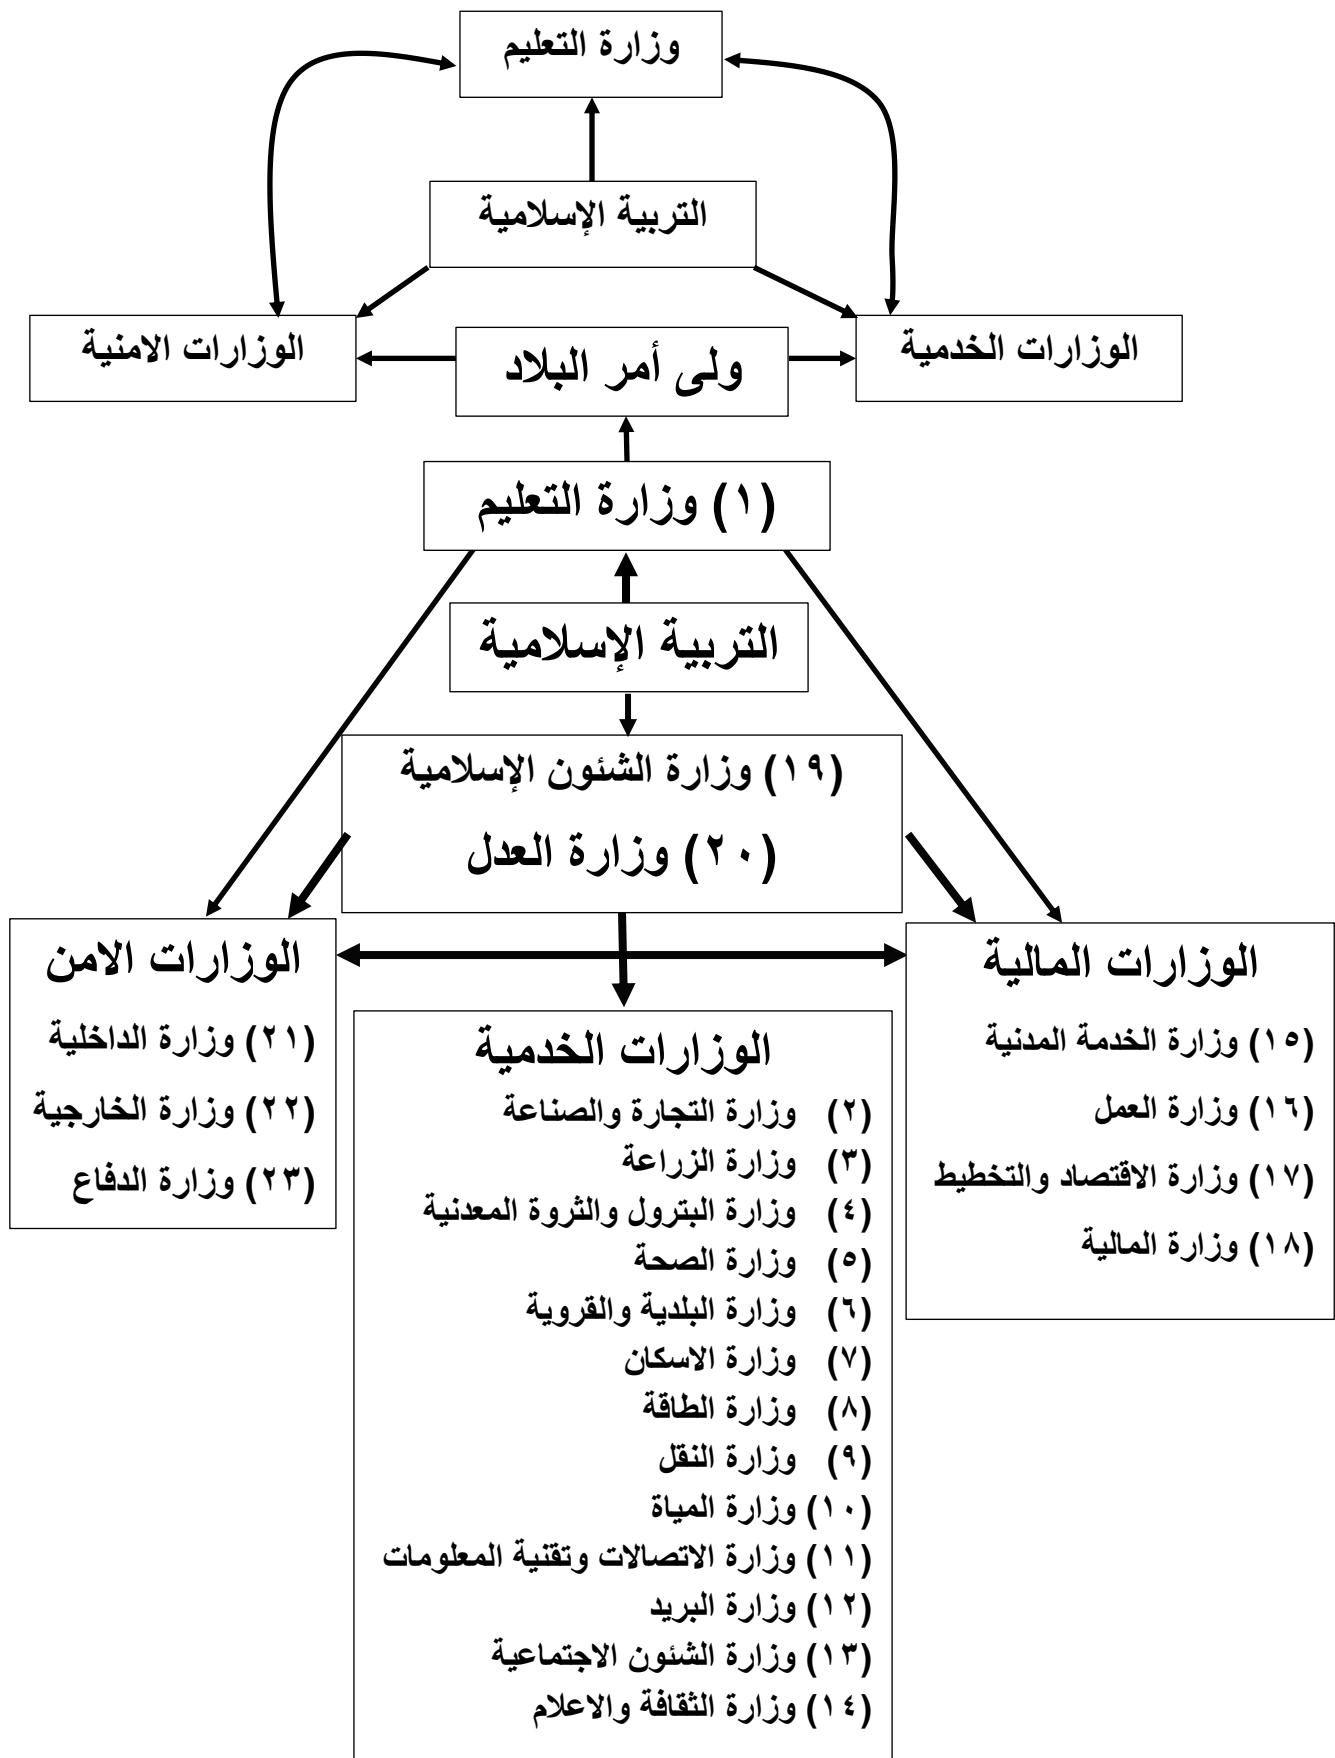 وزارة التعليم
التربية الإسلامية
الوزارات الخدمية
ولى أمر البلاد
الوزارات الامنية
(١) وزارة التعليم
التربية الإسلامية
(١٩) وزارة الشئون الإسلامية
(٢٠) وزارة العدل
الوزارات المالية
(١٥) وزارة الخدمة المدنية
(١٦) وزارة العمل
(١٧) وزارة الاقتصاد والتخطيط
(١٨) وزارة المالية
الوزارات الخدمية
(٢) وزارة التجارة والصناعة
(٣) وزارة الزراعة
(٤) وزارة البترول والثروة المعدنية
(٥) وزارة الصحة
(٦) وزارة البلدية والقروية
(٧) وزارة الاسكان
(٨) وزارة الطاقة
(٩) وزارة النقل
(١٠) وزارة المياة
(١١) وزارة الاتصالات وتقنية المعلومات
(١٢) وزارة البريد
(١٣) وزارة الشئون الاجتماعية
(١٤) وزارة الثقافة والاعلام
الوزارات الامن
(٢١) وزارة الداخلية
(٢٢) وزارة الخارجية
(٢٣) وزارة الدفاع